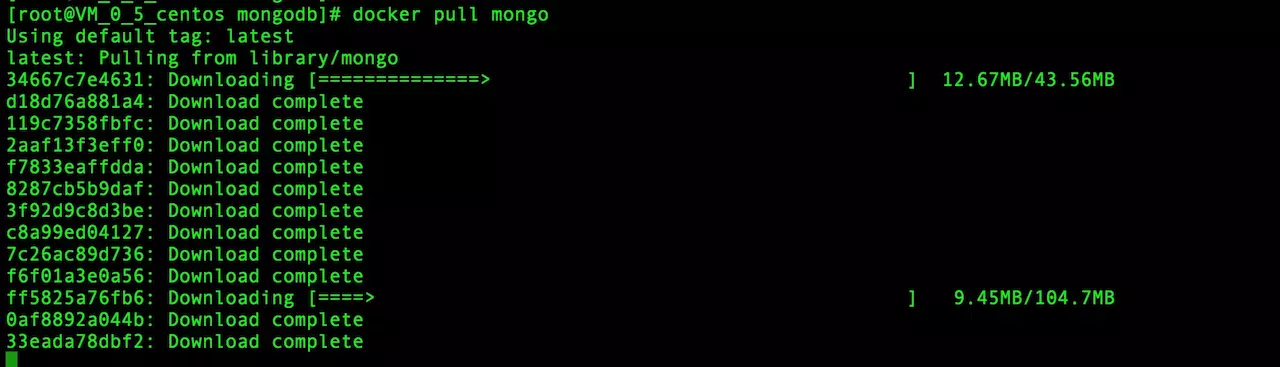 [root@VM_0_5_centos mongodb]# docker pull mongo
Using default tag: latest
latest: Pulling from library/mongo
34667c7e4631: Downloading [==============>                                    ]  12.67MB/43.56MB
d18d76a881a4: Download complete
119c7358fbfc: Download complete
2aaf13f3eff0: Download complete
f7833eaffdda: Download complete
8287cb5b9daf: Download complete
3f92d9c8d3be: Download complete
c8a99ed04127: Download complete
7c26ac89d736: Download complete
f6f01a3e0a56: Download complete
ff5825a76fb6: Downloading [====>                                              ]   9.45MB/104.7MB
0af8892a044b: Download complete
33eada78dbf2: Download complete